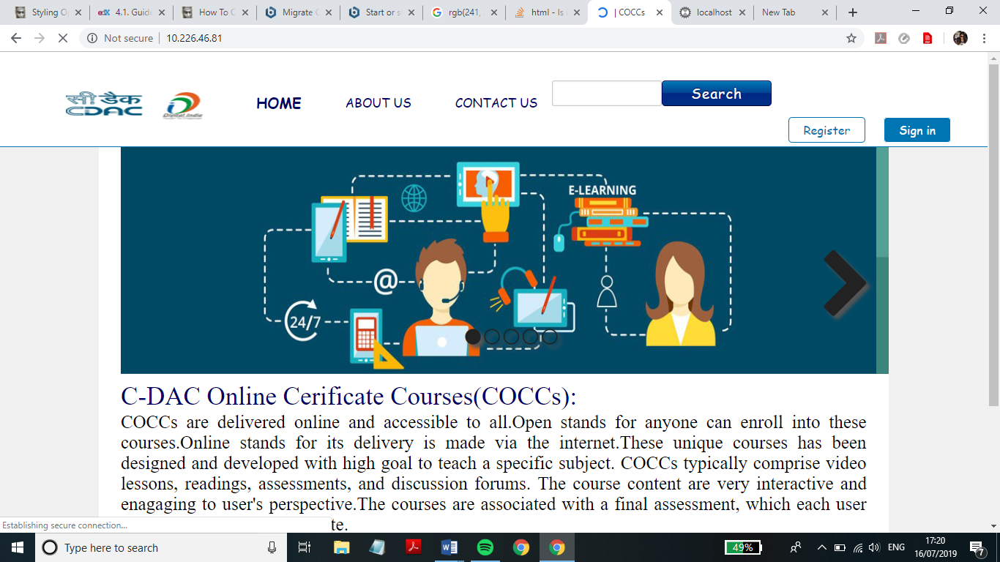 Styling Op
4.1. Guide
How To C
Migrate C
Start or s
rgb(241,
html - Is
| COCCs
localhost
New Tab
Not secure
10.226.46.81
सी डैक
CDAC
Digital India
HOME
ABOUT US
CONTACT US
Search
Register
Sign in
E-LEARNING
@
24/7
C-DAC Online Cerificate Courses(COCCs):
COCCs are delivered online and accessible to all.Open stands for anyone can enroll into these
courses.Online stands for its delivery is made via the internet.These unique courses has been
designed and developed with high goal to teach a specific subject. COCCs typically comprise video
lessons, readings, assessments, and discussion forums. The course content are very interactive and
enagaging to user's perspective.The courses are associated with a final assessment, which each user
te.
Establishing secure connection...
Type here to search
49%
ENG
17:20
16/07/2019
7